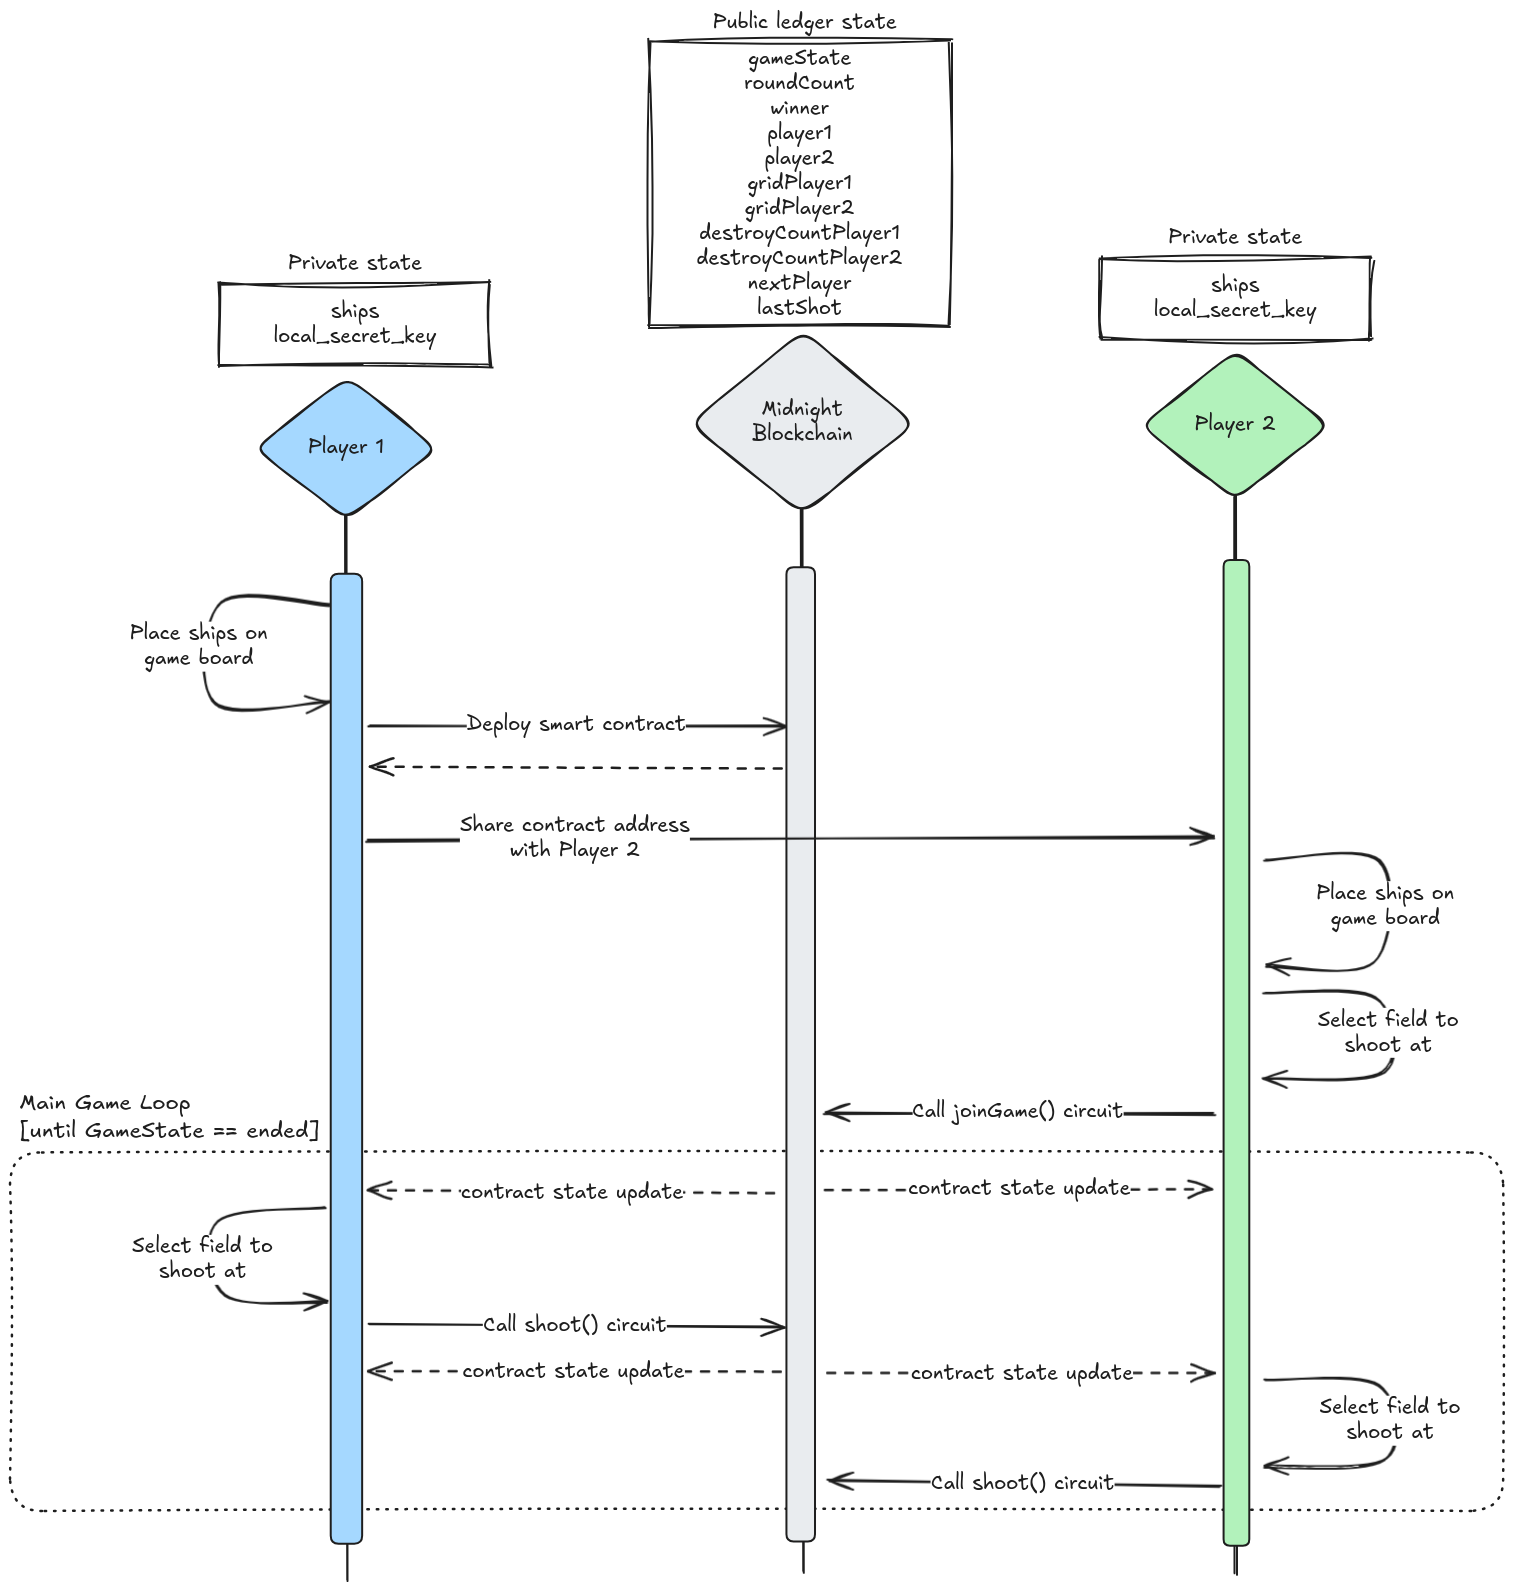 Public ledger state
gameState
roundCount
winner
player1
player2
gridPlayer1
gridPlayer2
destroyCountPlayer1
destroyCountPlayer2
nextPlayer
lastShot
Private state
ships
local_secret_key
Private state
ships
local_secret_key
Player 1
Midnight
Blockchain
Player 2
Place ships on
game board
Deploy smart contract
Share contract address
with Player 2
Place ships on
game board
Select field to
shoot at
Call joinGame() circuit
Main Game Loop
[until GameState == ended]
contract state update
contract state update
Select field to
shoot at
Call shoot() circuit
contract state update
contract state update
Select field to
shoot at
Call shoot() circuit